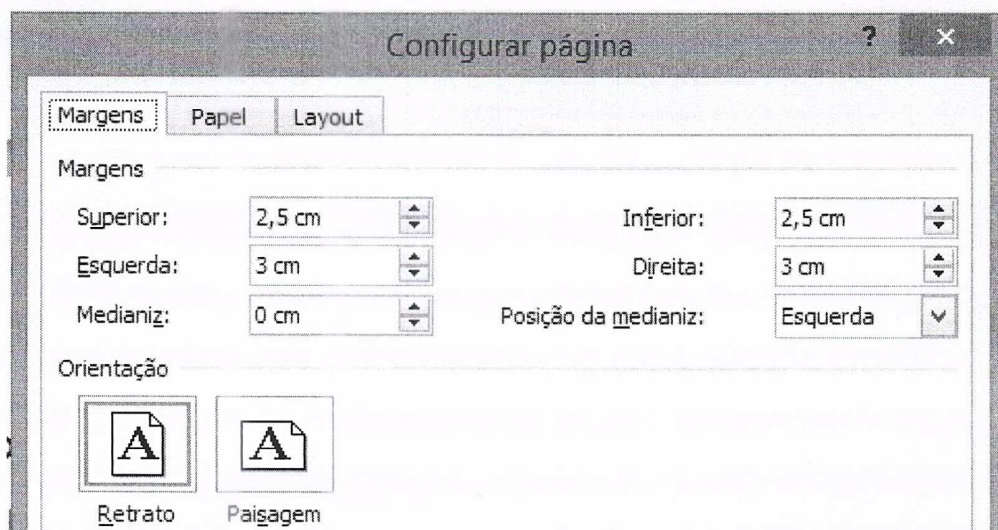 Configurar página ? ×
Margens Papel Layout
Margens
Superior: 2,5 cm Inferior: 2,5 cm
Esquerda: 3 cm Direita: 3 cm
Medianiz: 0 cm Posição da medianiz: Esquerda
Orientação
A A
Retrato Paisagem